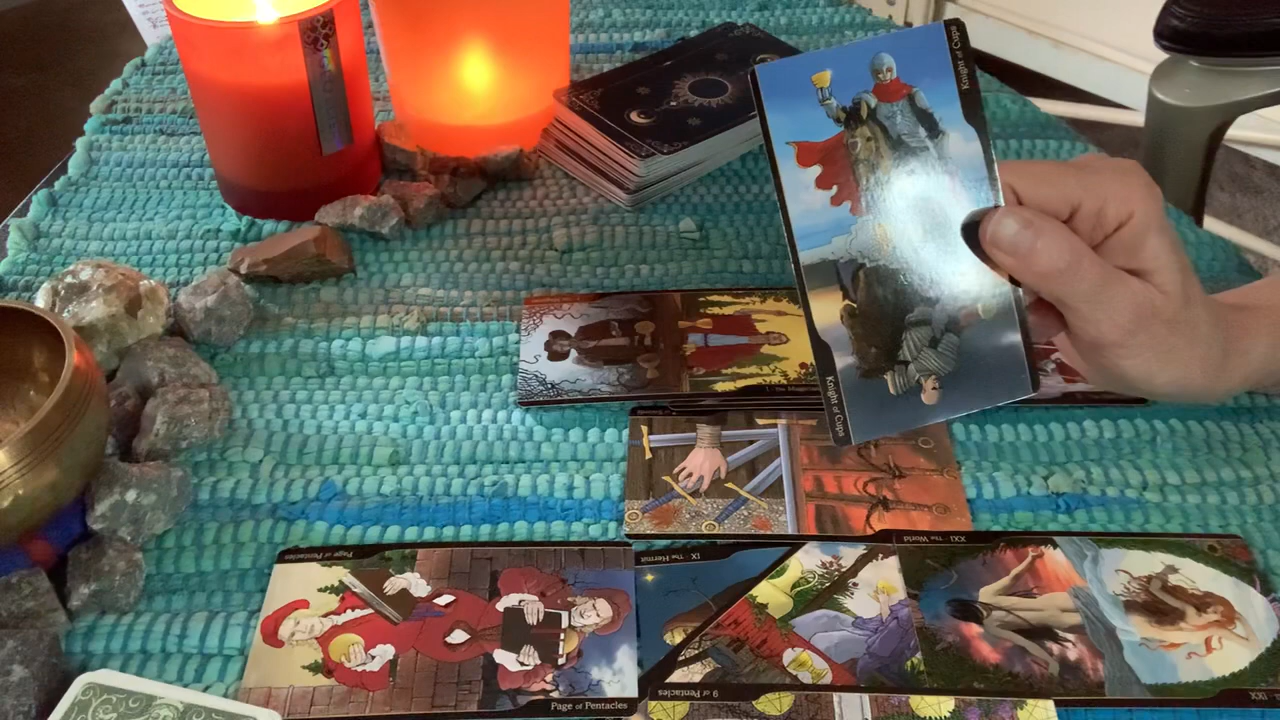 Knight of Cups
Knight of Cups
I. The Magician
Page of Pentacles
IX · The Hermit
XXI · The World
Page of Pentacles
9 of Pentacles
XXI